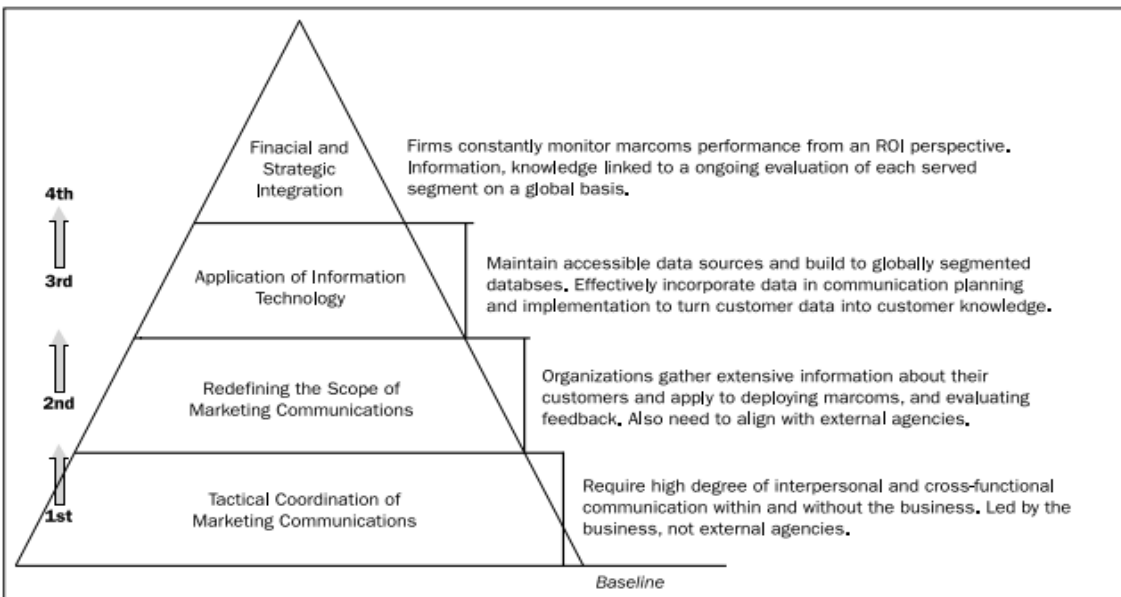 Finacial and
Strategic
Integration
Firms constantly monitor marcoms performance from an ROI perspective.
Information, knowledge linked to a ongoing evaluation of each served
segment on a global basis.
4th
3rd
Application of Information
Technology
Maintain accessible data sources and build to globally segmented
databses. Effectively incorporate data in communication planning
and implementation to turn customer data into customer knowledge.
2nd
Redefining the Scope of
Marketing Communications
Organizations gather extensive information about their
customers and apply to deploying marcoms, and evaluating
feedback. Also need to align with external agencies.
1st
Tactical Coordination of
Marketing Communications
Require high degree of interpersonal and cross-functional
communication within and without the business. Led by the
business, not external agencies.
Baseline